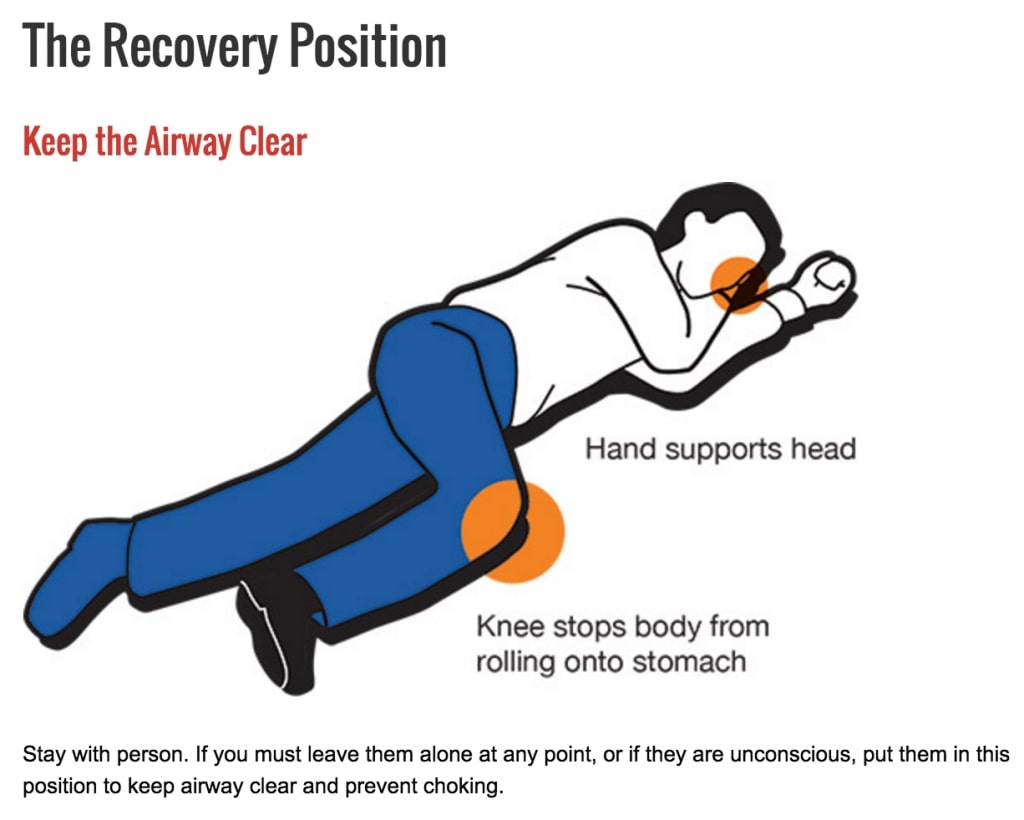 The Recovery Position
Keep the Airway Clear
Hand supports head
Knee stops body from
rolling onto stomach
Stay with person. If you must leave them alone at any point, or if they are unconscious, put them in this
position to keep airway clear and prevent choking.